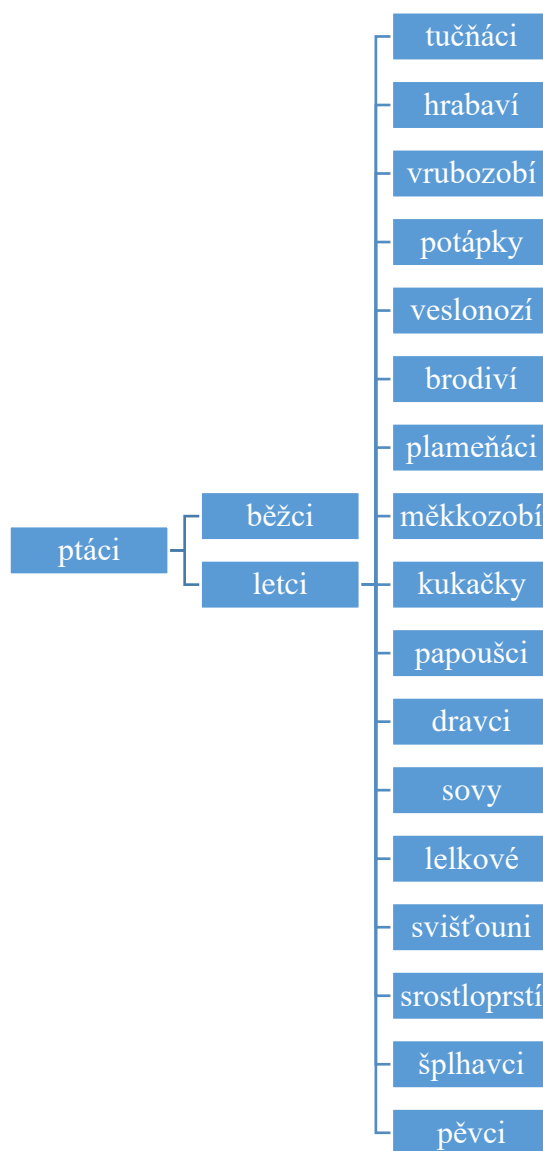 ptáci
běžci
letci
tučňáci
hrabaví
vrubozobí
potápky
veslonozí
brodiví
plameňáci
měkkozobí
kukačky
papoušci
dravci
sovy
lelkové
svišťouni
srostloprstí
šplhavci
pěvci